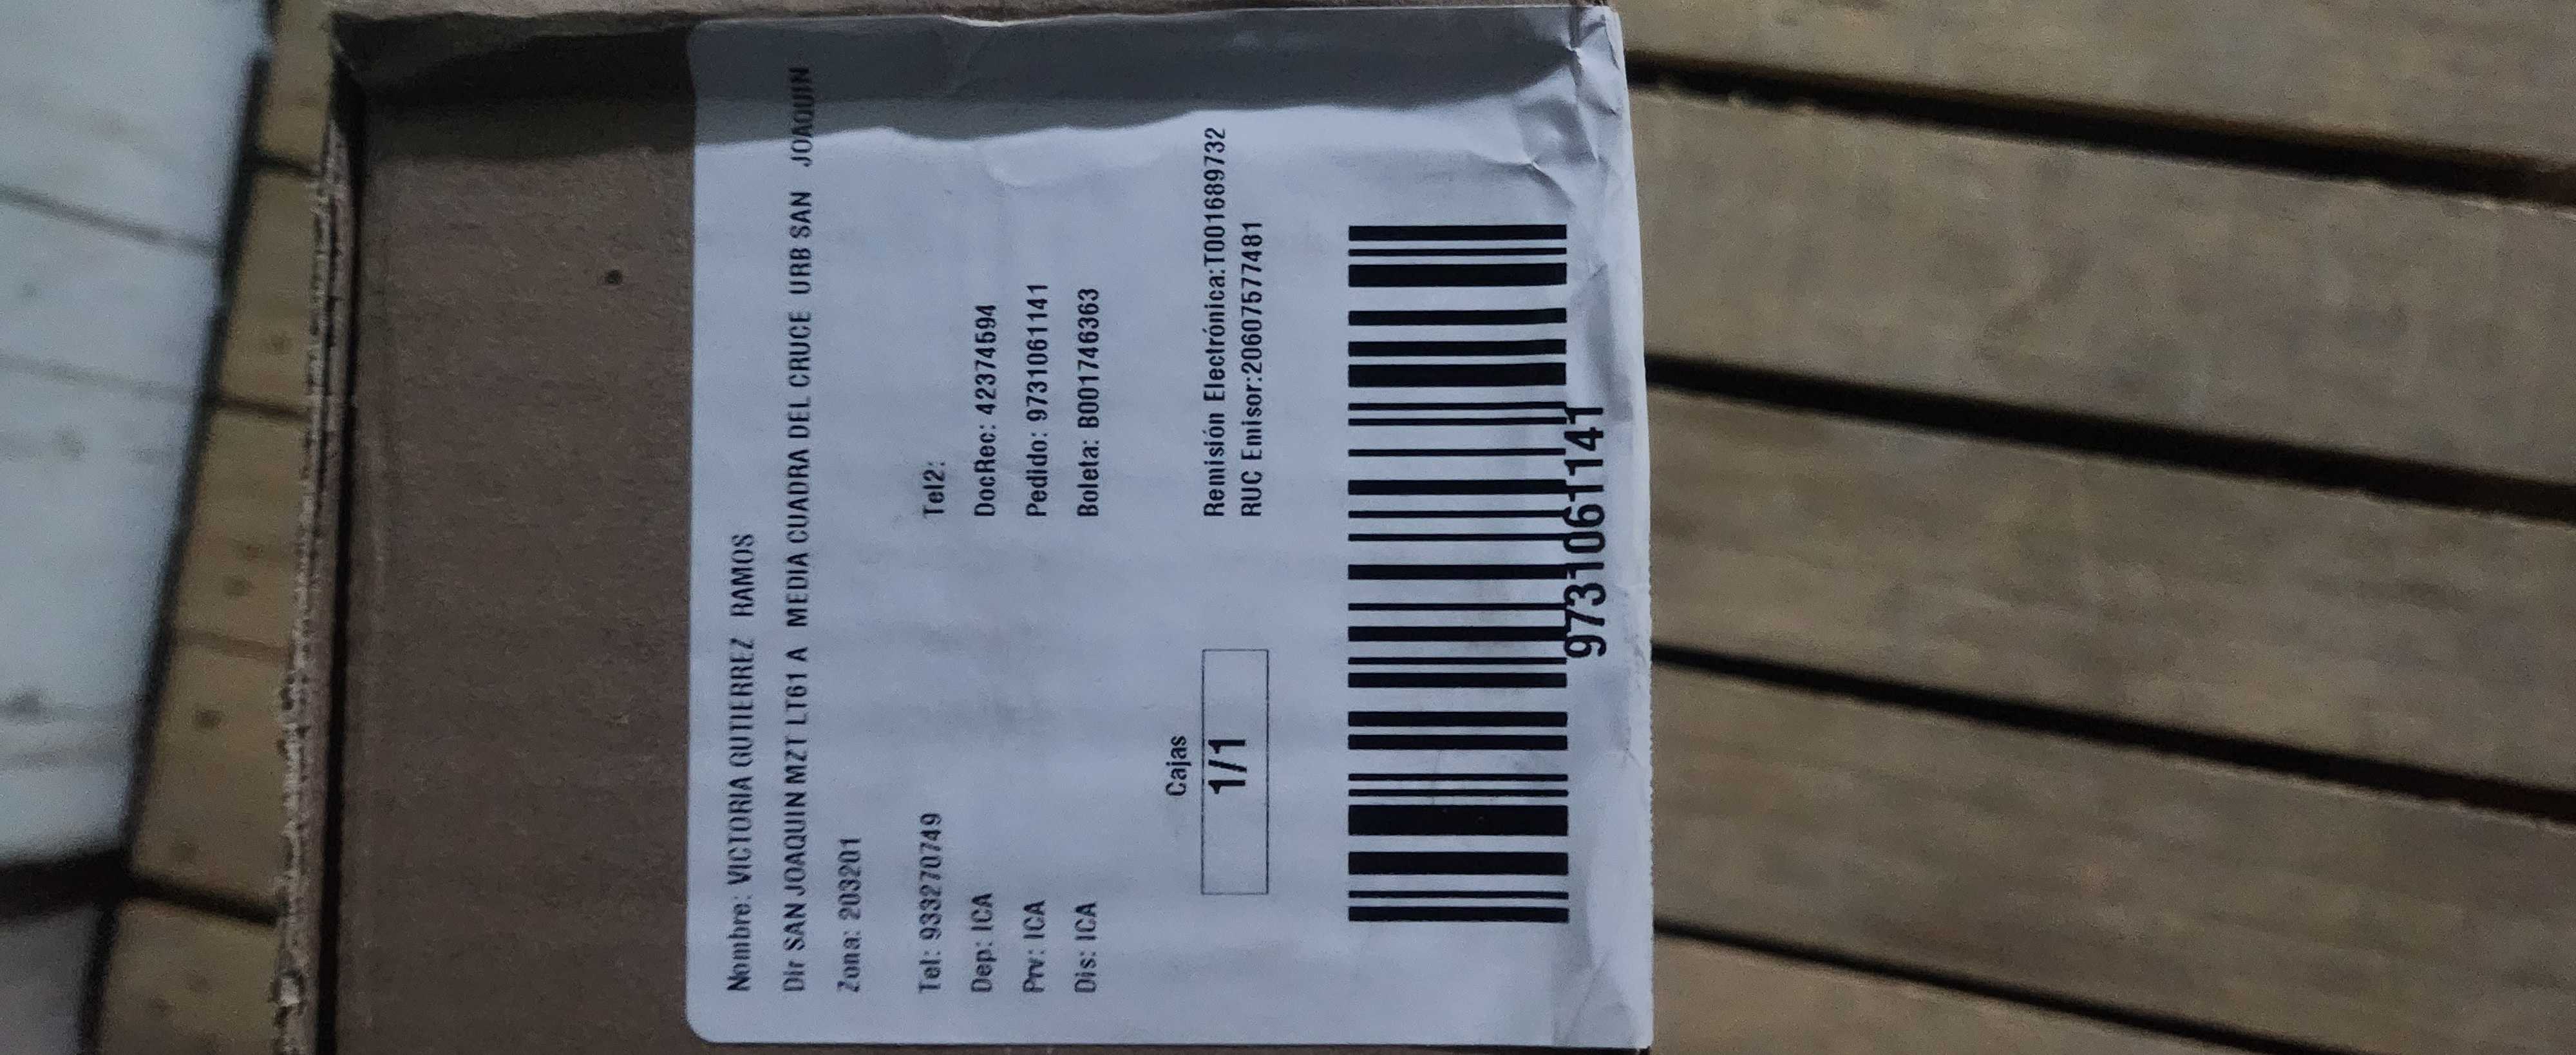 Nombre: VICTORIA GUTIERREZ RAMOS
Dir SAN JOAQUIN MZT LT61 A MEDIA CUADRA DEL CRUCE URB SAN JOAQUIN
Zona: 203201
Tel: 933270749 Tel2:
Dep: ICA DocRec: 42374594
Prv: ICA Pedido: 9731061141
Dis: ICA Boleta: B001746363
Cajas
1/1
Remisión Electrónica:T001689732
RUC Emisor:20607577481
9731061141